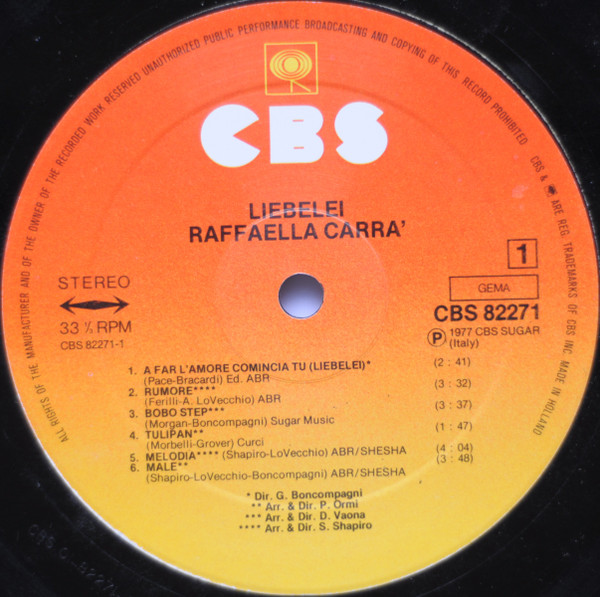 ALL RIGHTS OF THE MANUFACTURER AND OF THE OWNER OF THE RECORDED WORK RESERVED UNAUTHORIZED PUBLIC PERFORMANCE BROADCASTING AND COPYING OF THIS RECORD PROHIBITED
CBS & ARE REG. TRADEMARKS OF CBS INC. MADE IN HOLLAND
CBS
LIEBELEI
RAFFAELLA CARRA'
1
STEREO
GEMA
33 ⅓ RPM
CBS 82271
CBS 82271-1
Ⓟ 1977 CBS SUGAR
(Italy)
1. A FAR L'AMORE COMINCIA TU (LIEBELEI)* (2 : 41)
(Pace-Bracardi) Ed. ABR
2. RUMORE**** (3 : 32)
(Ferilli-A. LoVecchio) ABR
3. BOBO STEP*** (3 : 37)
(Morgan-Boncompagni) Sugar Music
4. TULIPAN** (1 : 47)
(Morbelli-Grover) Curci
5. MELODIA**** (Shapiro-LoVecchio) ABR/SHESHA (4 : 04)
6. MALE** (3 : 48)
(Shapiro-LoVecchio-Boncompagni) ABR/SHESHA
* Dir. G. Boncompagni
** Arr. & Dir. P. Ormi
*** Arr. & Dir. D. Vaona
**** Arr. & Dir. S. Shapiro